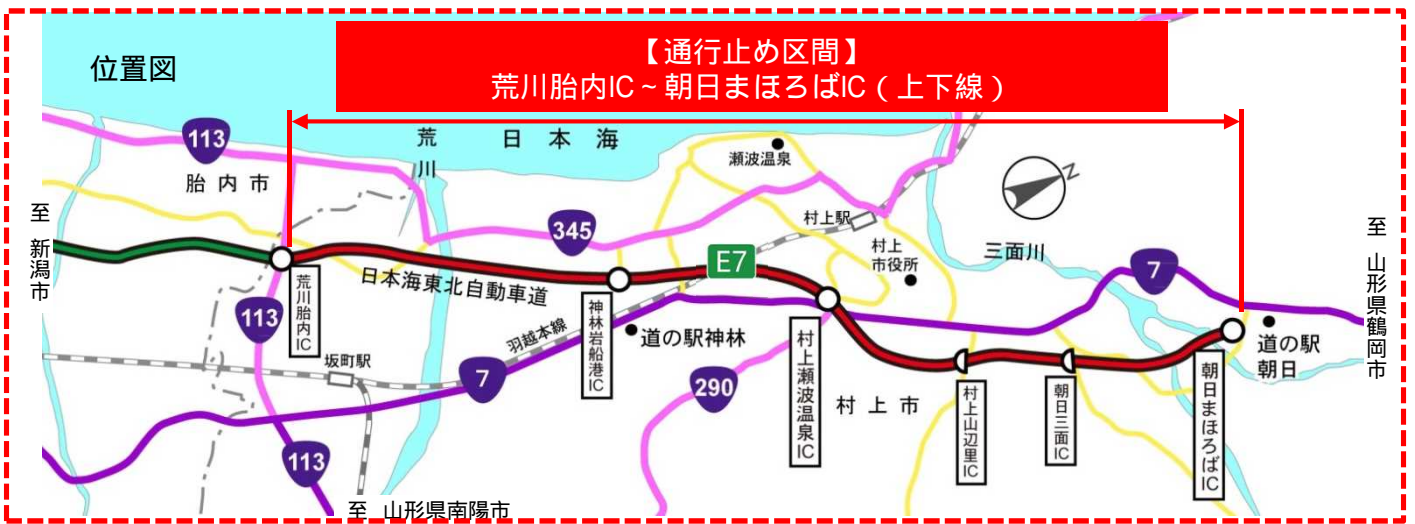 位置図
【通行止め区間】
荒川胎内IC~朝日まほろばIC(上下線)
113
荒川
日本海
瀬波温泉
N
胎内市
至 新潟市
345
村上駅
村上
市役所
三面川
7
至 山形県鶴岡市
E7
日本海東北自動車道
荒川胎内IC
113
神林岩船港IC
羽越本線
道の駅神林
村上瀬波温泉IC
道の駅
朝日
坂町駅
7
290
村上市
村上山辺里IC
朝日三面IC
朝日まほろばIC
113
至 山形県南陽市